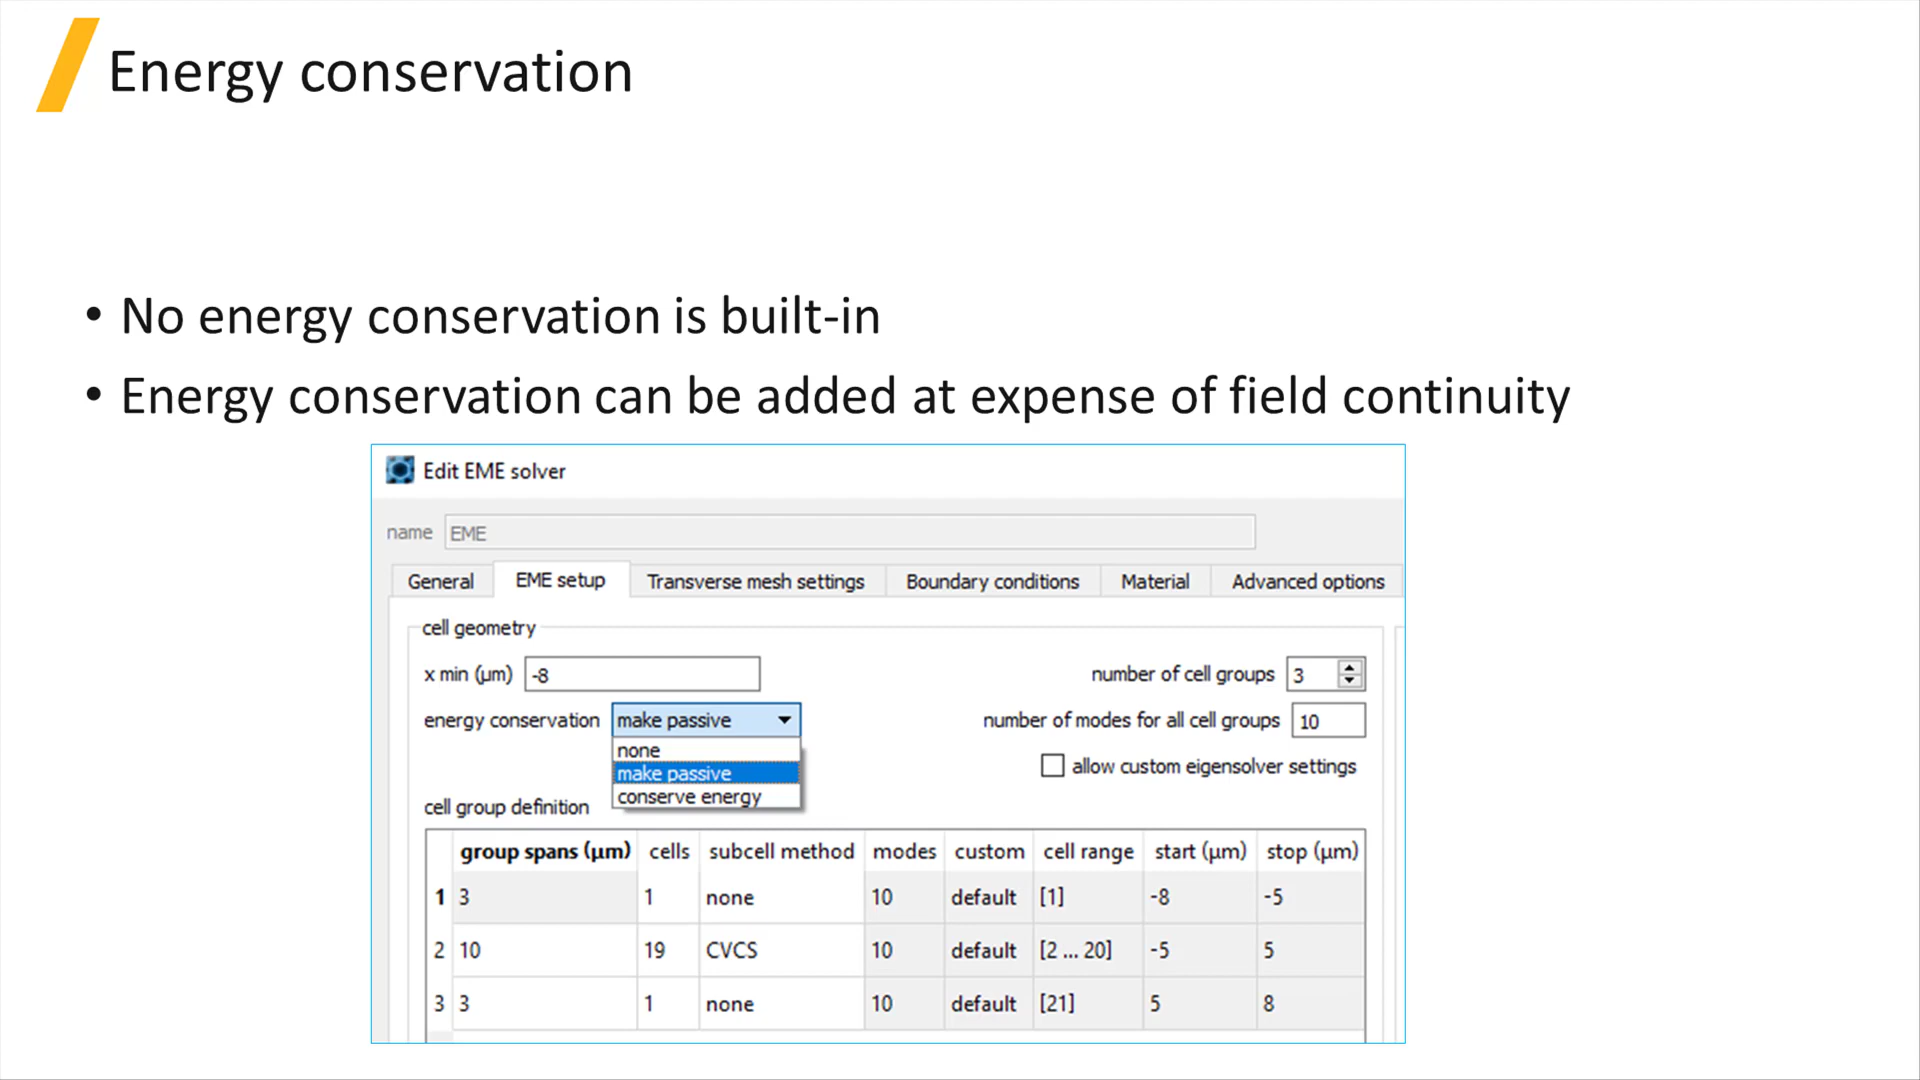 Energy conservation
• No energy conservation is built-in
• Energy conservation can be added at expense of field continuity
Edit EME solver
name EME
General EME setup Transverse mesh settings Boundary conditions Material Advanced options
cell geometry
x min (µm) -8 number of cell groups 3
energy conservation make passive number of modes for all cell groups 10
none
make passive
conserve energy
allow custom eigensolver settings
cell group definition
group spans (µm) cells subcell method modes custom cell range start (µm) stop (µm)
1 3 1 none 10 default [1] -8 -5
2 10 19 CVCS 10 default [2 ... 20] -5 5
3 3 1 none 10 default [21] 5 8